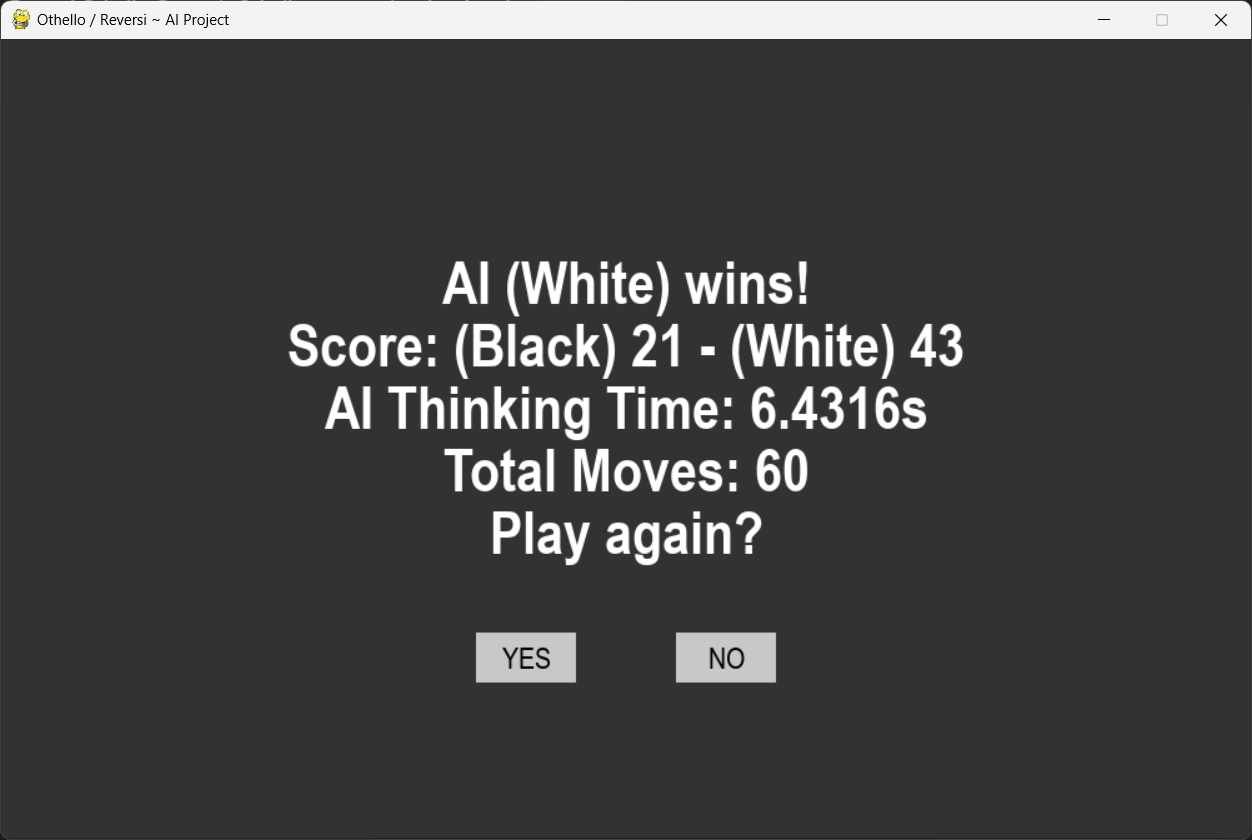 Othello / Reversi ~ AI Project
AI (White) wins!
Score: (Black) 21 - (White) 43
AI Thinking Time: 6.4316s
Total Moves: 60
Play again?
YES NO